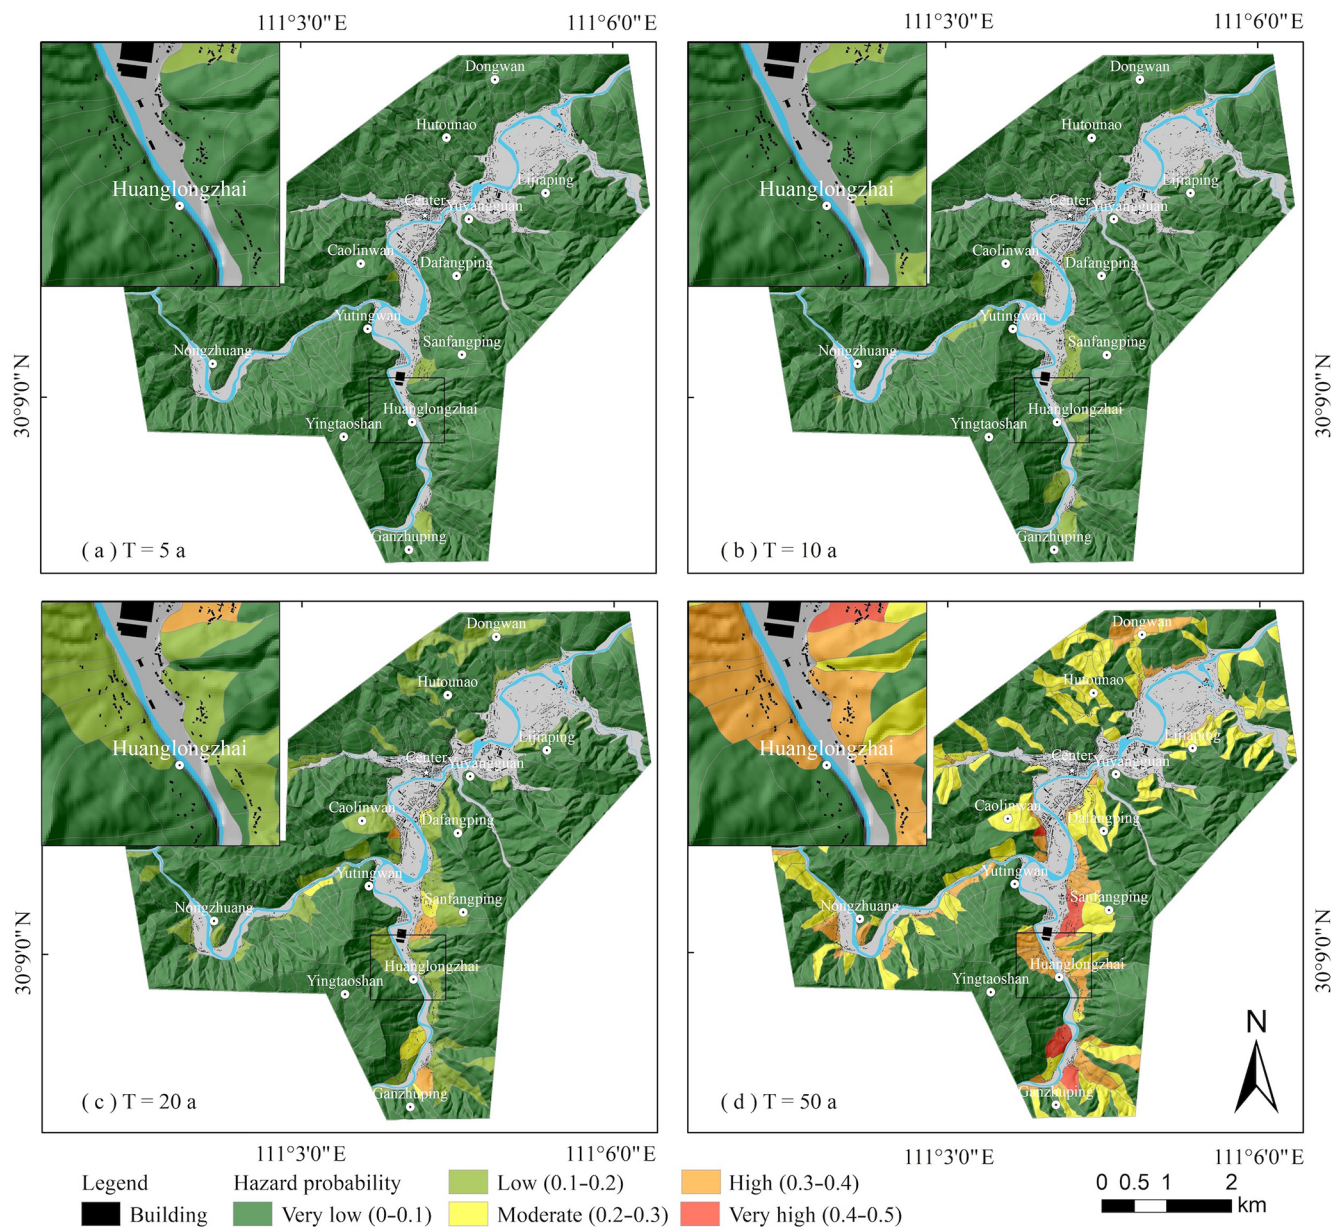 111°3'0"E
111°6'0"E
111°3'0"E
111°6'0"E
Dongwan
Hutounao
Lijiaping
Center
Yuyangguan
Caolinwan
Dafangping
Yutingwan
Nongzhuang
Sanfangping
Huanglongzhai
Yingtaoshan
Ganzhuping
Huanglongzhai
( a ) T = 5 a
Dongwan
Hutounao
Lijiaping
Center
Yuyangguan
Caolinwan
Dafangping
Yutingwan
Nongzhuang
Sanfangping
Huanglongzhai
Yingtaoshan
Ganzhuping
Huanglongzhai
( b ) T = 10 a
30°9'0"N
30°9'0"N
Dongwan
Hutounao
Lijiaping
Center
Yuyangguan
Caolinwan
Dafangping
Yutingwan
Nongzhuang
Sanfangping
Huanglongzhai
Yingtaoshan
Ganzhuping
Huanglongzhai
( c ) T = 20 a
Dongwan
Hutounao
Lijiaping
Center
Yuyangguan
Caolinwan
Dafangping
Yutingwan
Nongzhuang
Sanfangping
Huanglongzhai
Yingtaoshan
Ganzhuping
Huanglongzhai
( d ) T = 50 a
N
30°9'0"N
30°9'0"N
111°3'0"E
111°6'0"E
111°3'0"E
111°6'0"E
Legend
Building
Hazard probability
Very low (0–0.1)
Low (0.1–0.2)
Moderate (0.2–0.3)
High (0.3–0.4)
Very high (0.4–0.5)
0 0.5 1 2
km